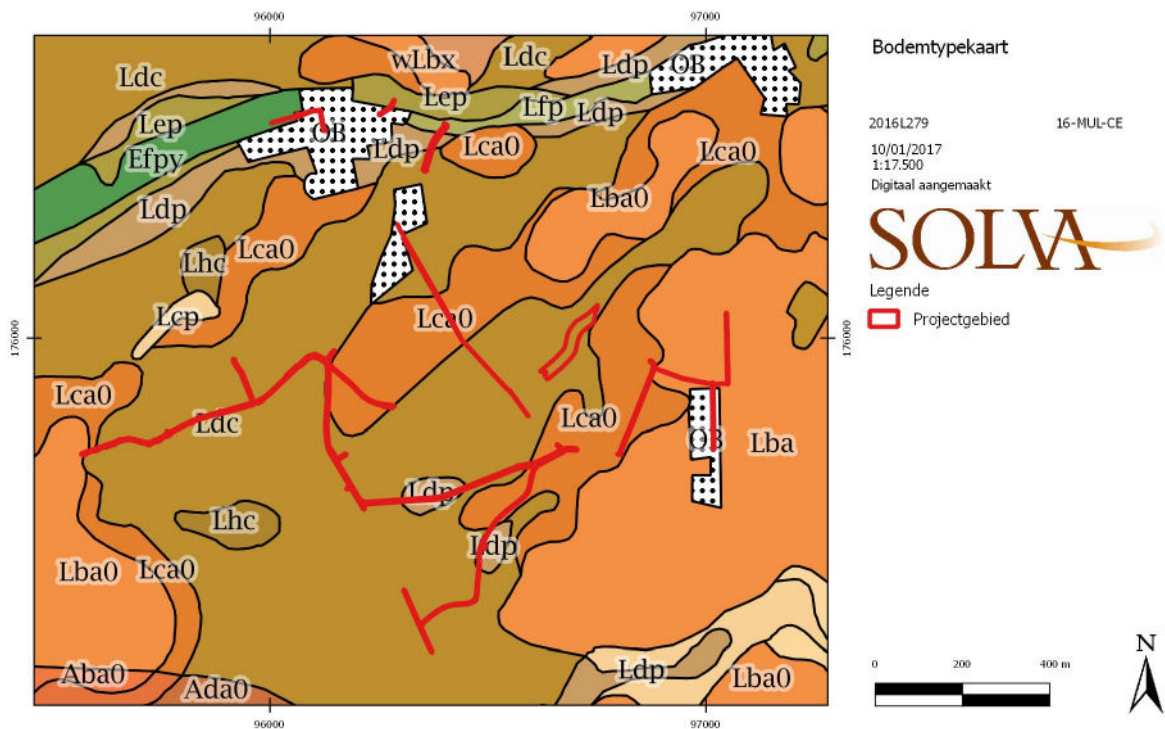 96000 97000
Bodemtypekaart
2016L279 16-MUL-CE
10/01/2017
1:17.500
Digitaal aangemaakt
SOLVA
Legende
Projectgebied
wLbx Ldc Ldp OB
Ldc
Lep Lfp Ldp
Lep OB
Efpy Ldp Lca0 Lca0
Ldp Lba0
Lhc Lca0
Lcp Lca0
176000 176000
Lca0 Ldc Lca0 OB Lba
Ldp
Lhc Ldp
Lba0 Lca0
Aba0 Ada0 Ldp Lba0
96000 97000
0 200 400 m
N